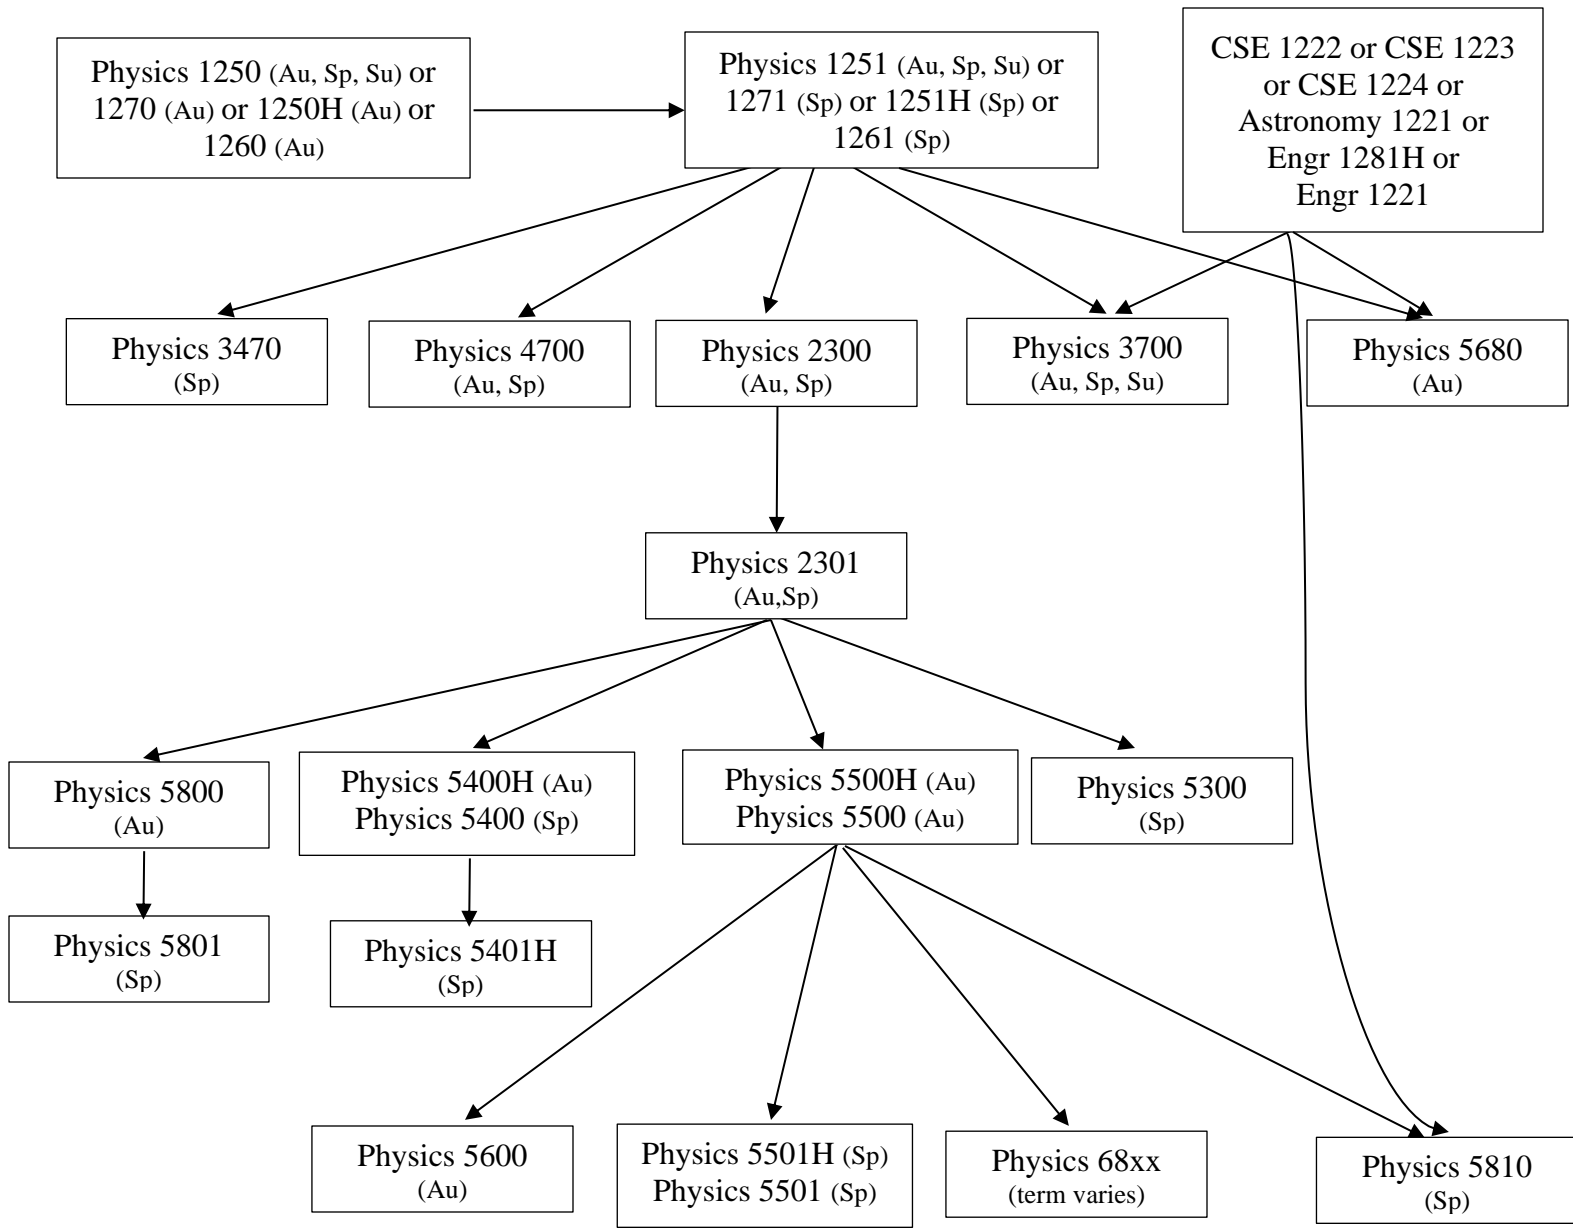 Physics 1250 (Au, Sp, Su) or
1270 (Au) or 1250H (Au) or
1260 (Au)
Physics 1251 (Au, Sp, Su) or
1271 (Sp) or 1251H (Sp) or
1261 (Sp)
CSE 1222 or CSE 1223
or CSE 1224 or
Astronomy 1221 or
Engr 1281H or
Engr 1221
Physics 3470
(Sp)
Physics 4700
(Au, Sp)
Physics 2300
(Au, Sp)
Physics 3700
(Au, Sp, Su)
Physics 5680
(Au)
Physics 2301
(Au,Sp)
Physics 5800
(Au)
Physics 5400H (Au)
Physics 5400 (Sp)
Physics 5500H (Au)
Physics 5500 (Au)
Physics 5300
(Sp)
Physics 5801
(Sp)
Physics 5401H
(Sp)
Physics 5600
(Au)
Physics 5501H (Sp)
Physics 5501 (Sp)
Physics 68xx
(term varies)
Physics 5810
(Sp)